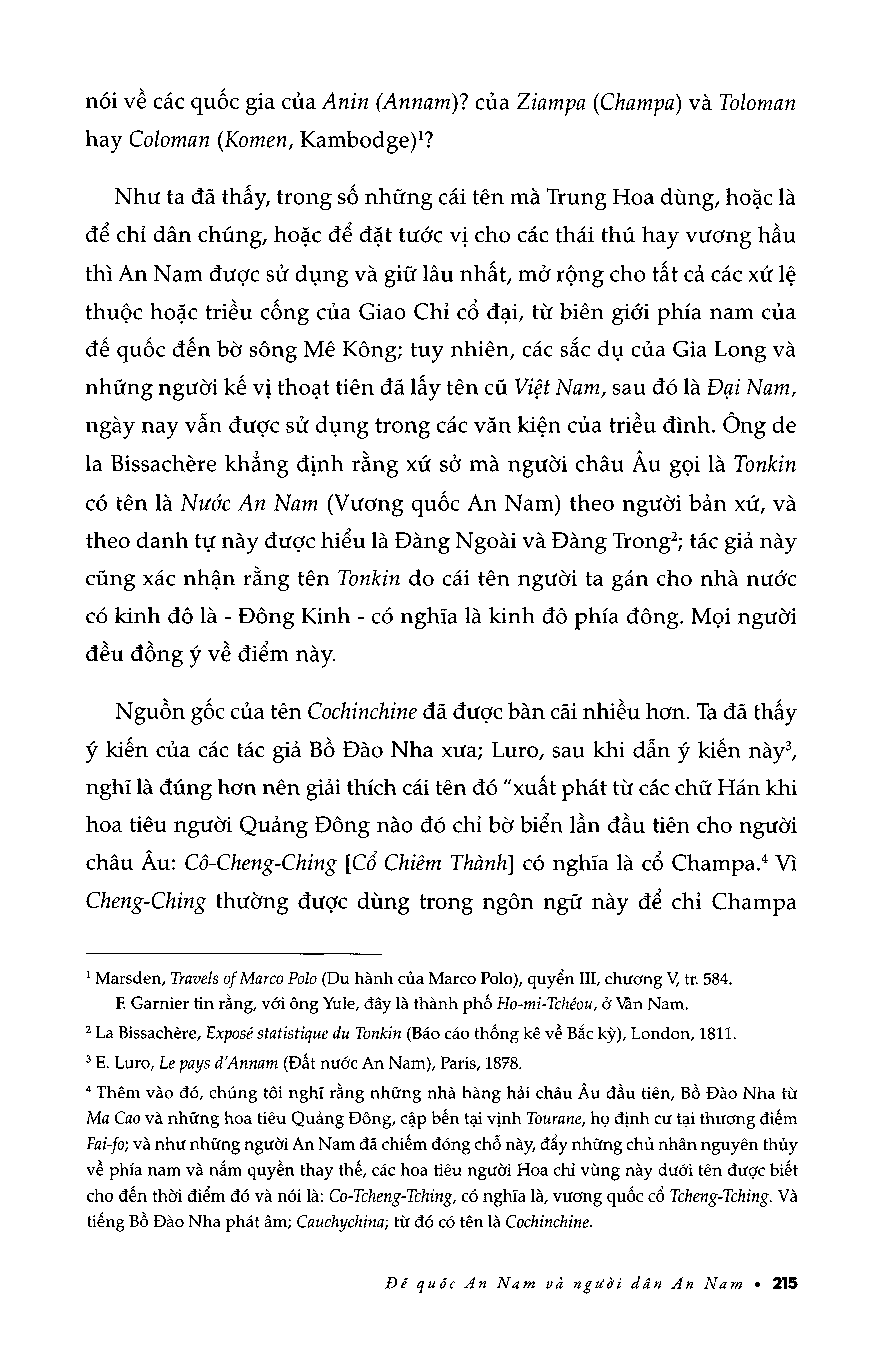 nói về các quốc gia của Anin (Annam)? của Ziampa (Champa) và Toloman
hay Coloman (Komen, Kambodge)¹?
Như ta đã thấy, trong số những cái tên mà Trung Hoa dùng, hoặc là
để chỉ dân chúng, hoặc để đặt tước vị cho các thái thú hay vương hầu
thì An Nam được sử dụng và giữ lâu nhất, mở rộng cho tất cả các xứ lệ
thuộc hoặc triều cống của Giao Chỉ cổ đại, từ biên giới phía nam của
đế quốc đến bờ sông Mê Kông; tuy nhiên, các sắc dụ của Gia Long và
những người kế vị thoạt tiên đã lấy tên cũ Việt Nam, sau đó là Đại Nam,
ngày nay vẫn được sử dụng trong các văn kiện của triều đình. Ông de
la Bissachère khẳng định rằng xứ sở mà người châu Âu gọi là Tonkin
có tên là Nước An Nam (Vương quốc An Nam) theo người bản xứ, và
theo danh tự này được hiểu là Đàng Ngoài và Đàng Trong²; tác giả này
cũng xác nhận rằng tên Tonkin do cái tên người ta gán cho nhà nước
có kinh đô là - Đông Kinh - có nghĩa là kinh đô phía đông. Mọi người
đều đồng ý về điểm này.
Nguồn gốc của tên Cochinchine đã được bàn cãi nhiều hơn. Ta đã thấy
ý kiến của các tác giả Bồ Đào Nha xưa; Luro, sau khi dẫn ý kiến này³,
nghĩ là đúng hơn nên giải thích cái tên đó "xuất phát từ các chữ Hán khi
hoa tiêu người Quảng Đông nào đó chỉ bờ biển lần đầu tiên cho người
châu Âu: Cô-Cheng-Ching [Cổ Chiêm Thành] có nghĩa là cổ Champa.⁴ Vì
Cheng-Ching thường được dùng trong ngôn ngữ này để chỉ Champa
¹ Marsden, Travels of Marco Polo (Du hành của Marco Polo), quyển III, chương V, tr. 584.
F. Garnier tin rằng, với ông Yule, đây là thành phố Ho-mi-Tchéou, ở Vân Nam.
² La Bissachère, Exposé statistique du Tonkin (Báo cáo thống kê về Bắc kỳ), London, 1811.
³ E. Luro, Le pays d'Annam (Đất nước An Nam), Paris, 1878.
⁴ Thêm vào đó, chúng tôi nghĩ rằng những nhà hàng hải châu Âu đầu tiên, Bồ Đào Nha từ
Ma Cao và những hoa tiêu Quảng Đông, cập bến tại vịnh Tourane, họ định cư tại thương điếm
Fai-fo; và như những người An Nam đã chiếm đóng chỗ này, đẩy những chủ nhân nguyên thủy
về phía nam và nắm quyền thay thế, các hoa tiêu người Hoa chỉ vùng này dưới tên được biết
cho đến thời điểm đó và nói là: Co-Tcheng-Tching, có nghĩa là, vương quốc cổ Tcheng-Tching. Và
tiếng Bồ Đào Nha phát âm; Cauchychina; từ đó có tên là Cochinchine.
Đế quốc An Nam và người dân An Nam • 215